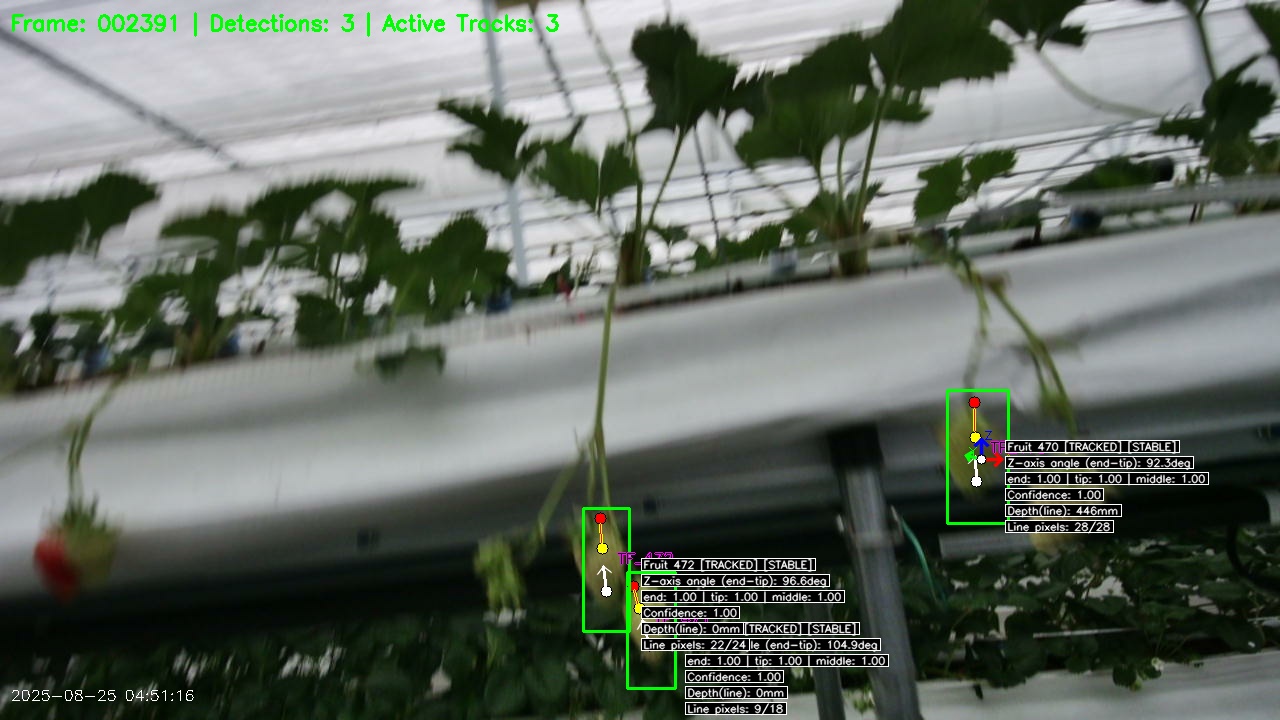 Frame: 002391 | Detections: 3 | Active Tracks: 3
Z
Fruit 470 [TRACKED] [STABLE]
Z-axis angle (end-tip): 92.3deg
end: 1.00 | tip: 1.00 | middle: 1.00
Confidence: 1.00
Depth(line): 446mm
Line pixels: 28/28
Fruit 472 [TRACKED] [STABLE]
Z-axis angle (end-tip): 96.6deg
end: 1.00 | tip: 1.00 | middle: 1.00
Confidence: 1.00
Depth(line): 0mm
[TRACKED] [STABLE]
Line pixels: 22/24
(end-tip): 104.9deg
end: 1.00 | tip: 1.00 | middle: 1.00
Confidence: 1.00
Depth(line): 0mm
Line pixels: 9/18
2025-08-25 04:51:16